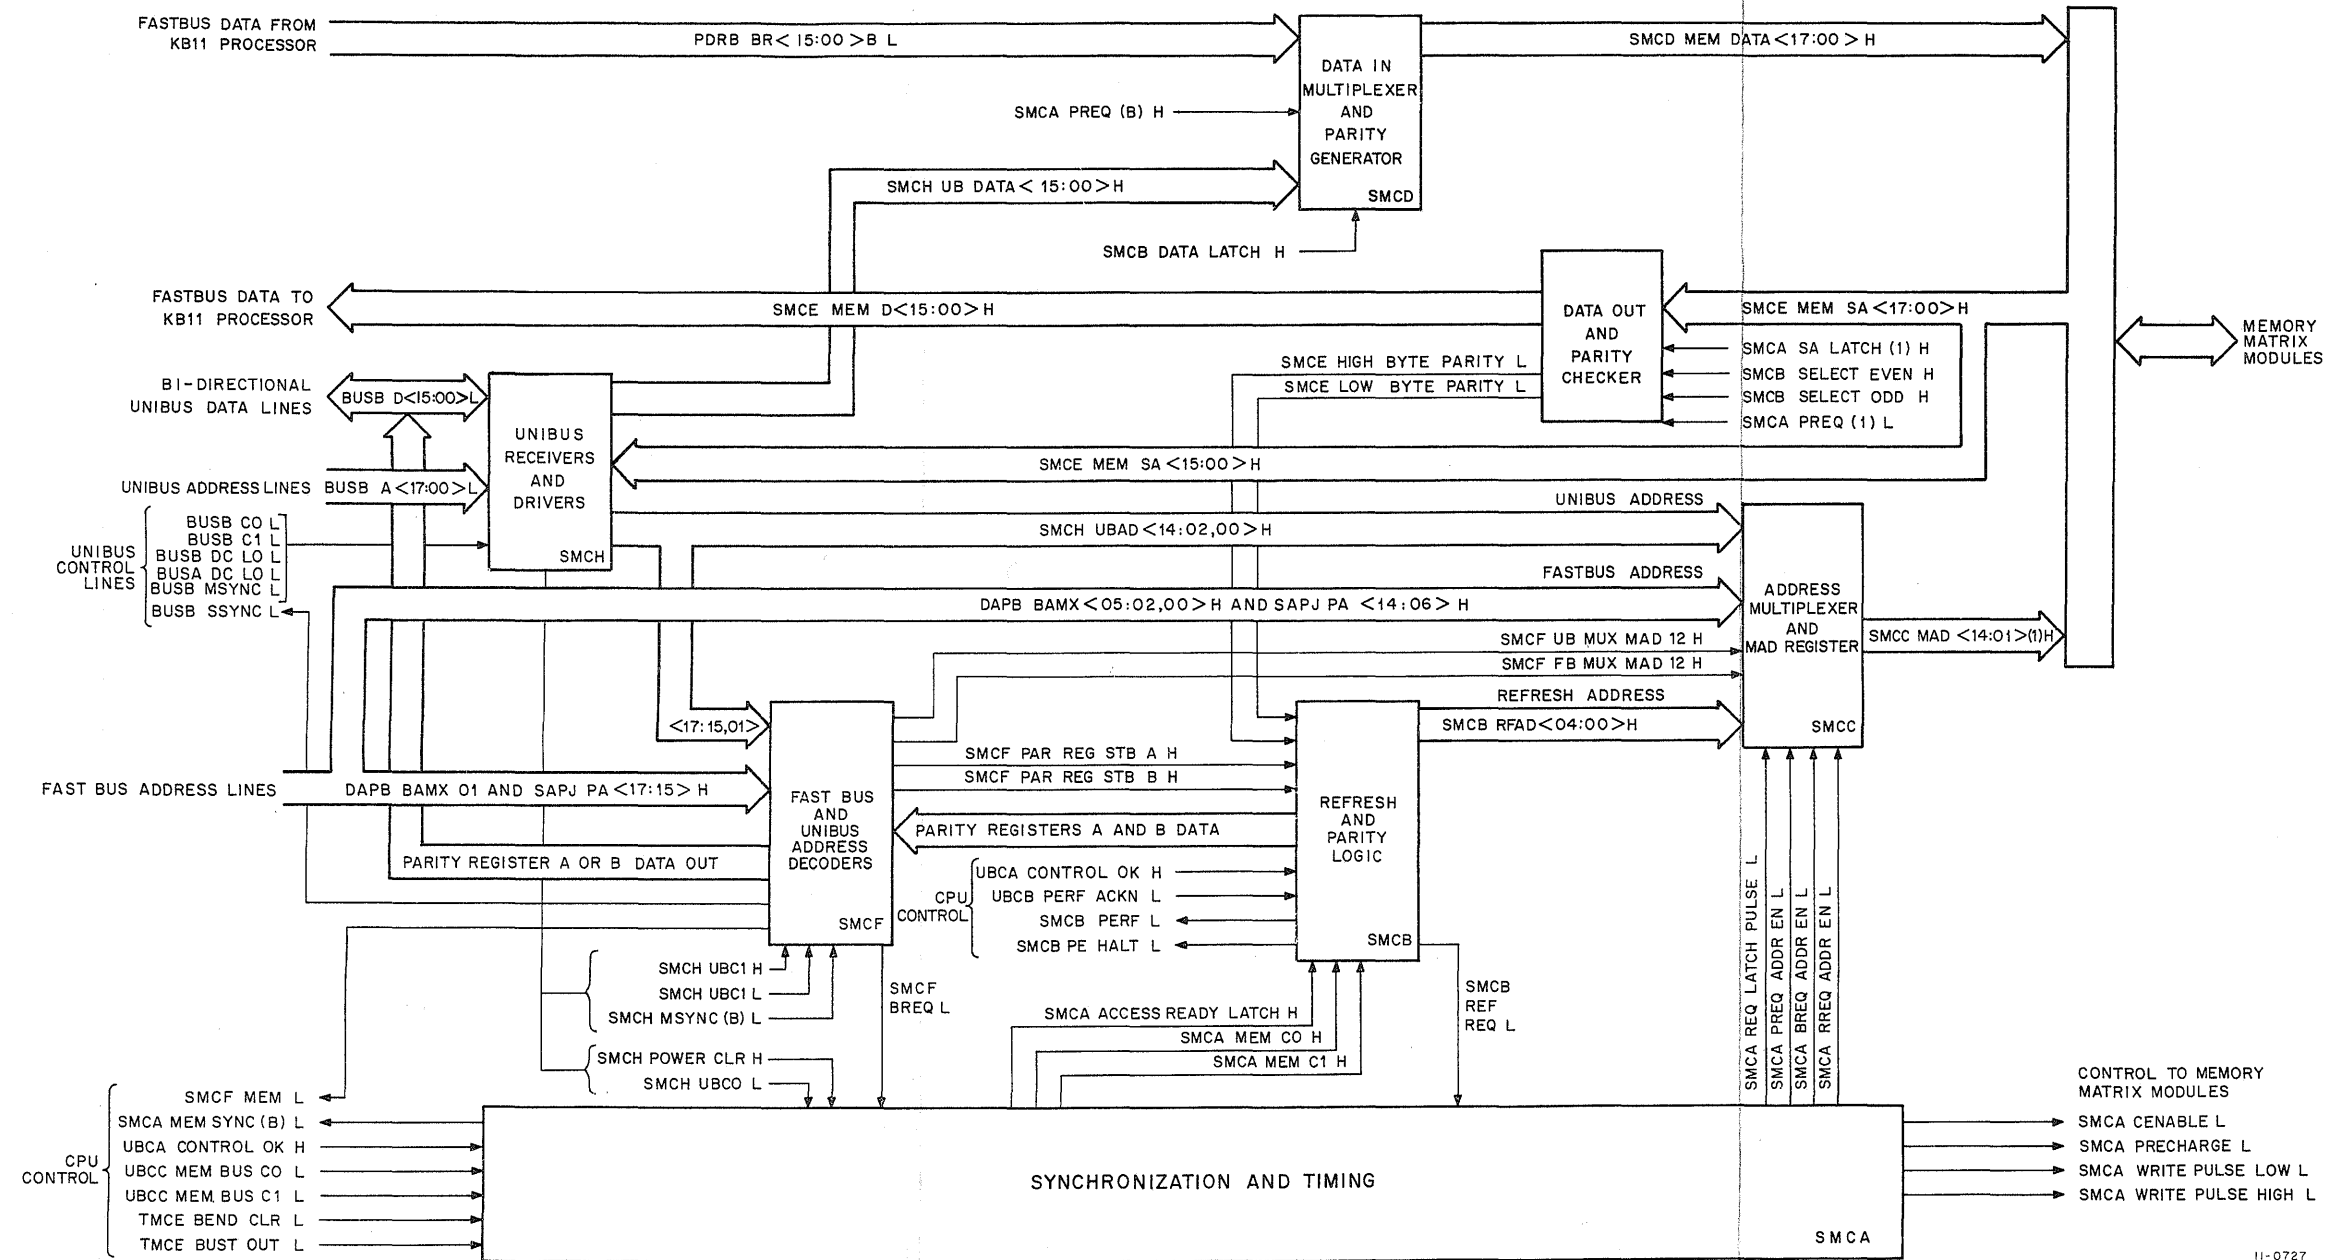 FASTBUS DATA FROM
KB11 PROCESSOR
PDRB BR<15:00>B L
SMCD MEM DATA<17:00> H
DATA IN
MULTIPLEXER
AND
PARITY
GENERATOR
SMCD
SMCA PREQ (B) H
SMCH UB DATA<15:00>H
SMCB DATA LATCH H
FASTBUS DATA TO
KB11 PROCESSOR
SMCE MEM D<15:00>H
DATA OUT
AND
PARITY
CHECKER
SMCE MEM SA<17:00>H
SMCA SA LATCH (1) H
SMCB SELECT EVEN H
SMCB SELECT ODD H
SMCA PREQ (1) L
MEMORY
MATRIX
MODULES
SMCE HIGH BYTE PARITY L
SMCE LOW BYTE PARITY L
BI-DIRECTIONAL
UNIBUS DATA LINES
BUSB D<15:00>L
UNIBUS
RECEIVERS
AND
DRIVERS
SMCH
SMCE MEM SA<15:00>H
UNIBUS ADDRESS LINES
BUSB A<17:00>L
UNIBUS ADDRESS
SMCH UBAD<14:02,00>H
UNIBUS
CONTROL
LINES
BUSB C0 L
BUSB C1 L
BUSB DC LO L
BUSA DC LO L
BUSB MSYNC L
BUSB SSYNC L
FASTBUS ADDRESS
DAPB BAMX<05:02,00>H AND SAPJ PA <14:06> H
ADDRESS
MULTIPLEXER
AND
MAD REGISTER
SMCC
SMCC MAD <14:01>(1)H
SMCF UB MUX MAD 12 H
SMCF FB MUX MAD 12 H
REFRESH ADDRESS
SMCB RFAD<04:00>H
<17:15,01>
SMCF PAR REG STB A H
SMCF PAR REG STB B H
FAST BUS ADDRESS LINES
DAPB BAMX 01 AND SAPJ PA<17:15> H
FAST BUS
AND
UNIBUS
ADDRESS
DECODERS
SMCF
REFRESH
AND
PARITY
LOGIC
SMCB
PARITY REGISTERS A AND B DATA
PARITY REGISTER A OR B DATA OUT
CPU
CONTROL
UBCA CONTROL OK H
UBCB PERF ACKN L
SMCB PERF L
SMCB PE HALT L
SMCH UBC1 H
SMCH UBC1 L
SMCH MSYNC (B) L
SMCF
BREQ L
SMCB
REF
REQ L
SMCA ACCESS READY LATCH H
SMCA MEM C0 H
SMCA MEM C1 H
SMCH POWER CLR H
SMCH UBC0 L
SMCA REQ LATCH PULSE L
SMCA PREQ ADDR EN L
SMCA BREQ ADDR EN L
SMCA RREQ ADDR EN L
CPU
CONTROL
SMCF MEM L
SMCA MEM SYNC (B) L
UBCA CONTROL OK H
UBCC MEM BUS C0 L
UBCC MEM BUS C1 L
TMCE BEND CLR L
TMCE BUST OUT L
SYNCHRONIZATION AND TIMING
SMCA
CONTROL TO MEMORY
MATRIX MODULES
SMCA CENABLE L
SMCA PRECHARGE L
SMCA WRITE PULSE LOW L
SMCA WRITE PULSE HIGH L
11-0727